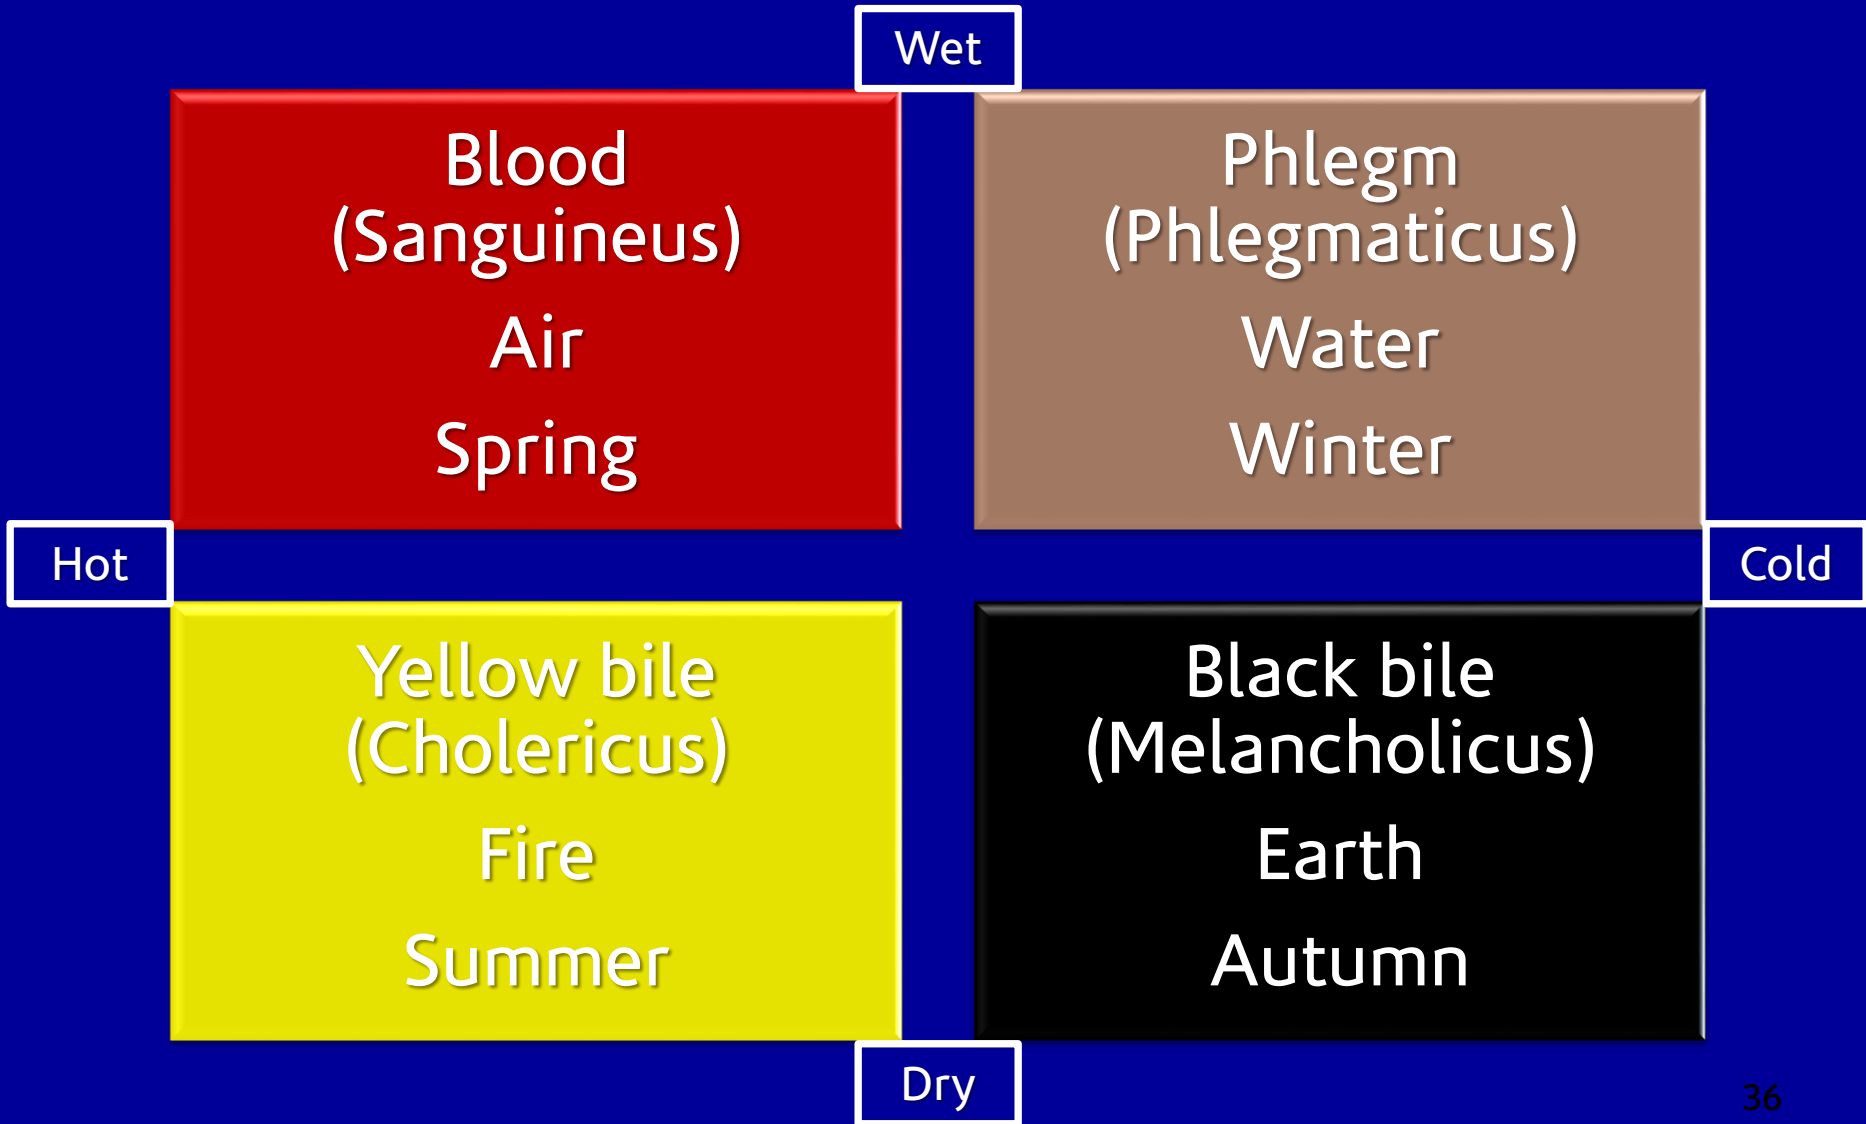 Wet
Blood
(Sanguineus)
Air
Spring
Phlegm
(Phlegmaticus)
Water
Winter
Hot
Cold
Yellow bile
(Cholericus)
Fire
Summer
Black bile
(Melancholicus)
Earth
Autumn
Dry
36